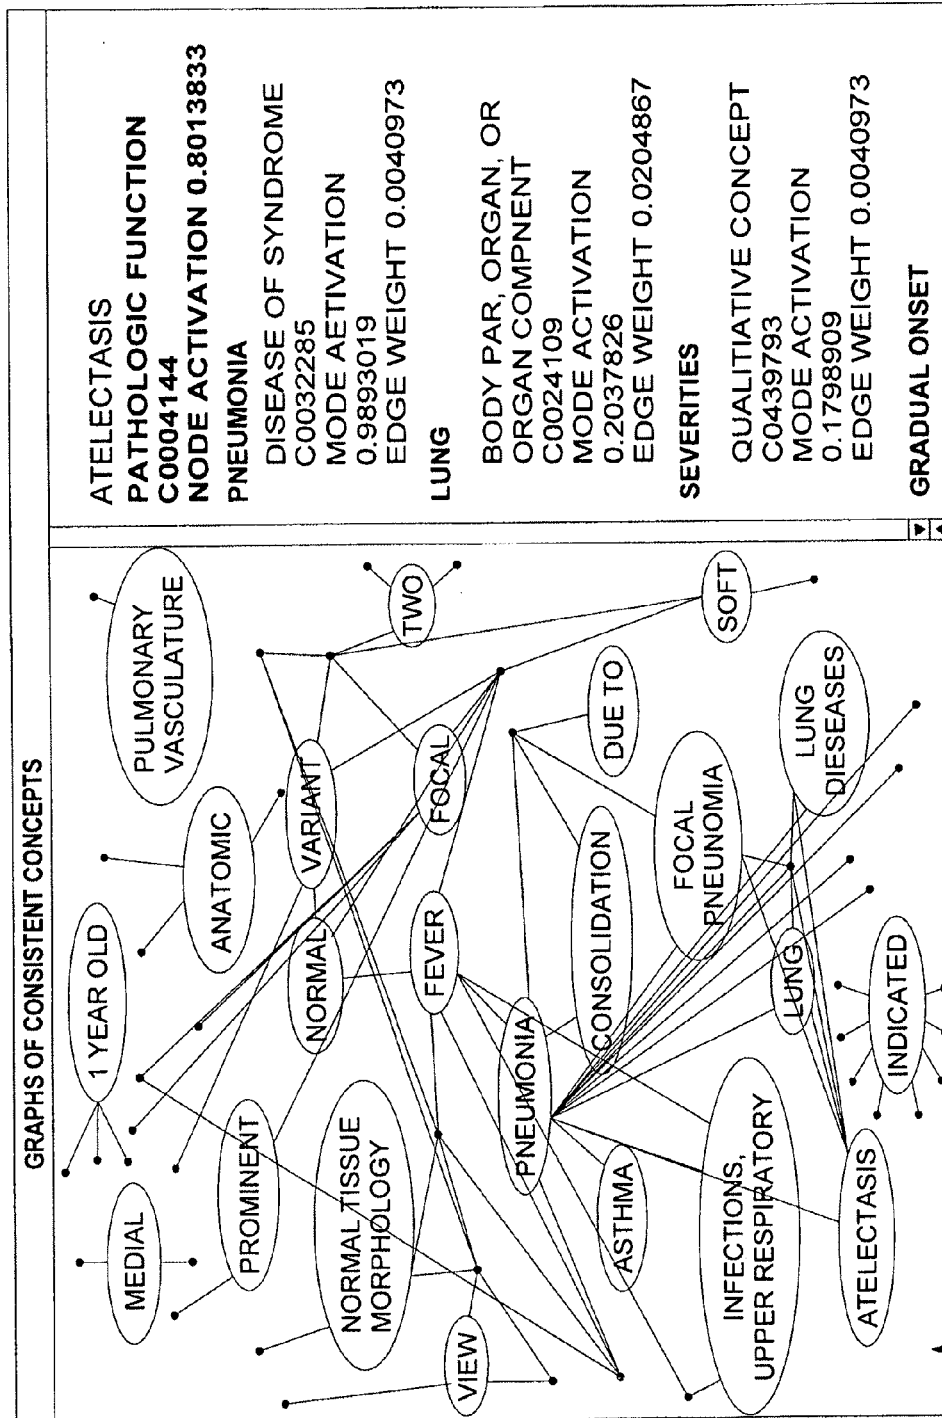 GRAPHS OF CONSISTENT CONCEPTS
MEDIAL
1 YEAR OLD
ANATOMIC
PULMONARY
VASCULATURE
PROMINENT
NORMAL
VARIANT
TWO
NORMAL TISSUE
MORPHOLOGY
VIEW
FEVER
FOCAL
PNEUMONIA
CONSOLIDATION
DUE TO
ASTHMA
FOCAL
PNEUNOMIA
SOFT
INFECTIONS,
UPPER RESPIRATORY
LUNG
LUNG
DIESEASES
ATELECTASIS
INDICATED
ATELECTASIS
PATHOLOGIC FUNCTION
C0004144
NODE ACTIVATION 0.8013833
PNEUMONIA
DISEASE OF SYNDROME
C0032285
MODE AETIVATION
0.9893019
EDGE WEIGHT 0.0040973
LUNG
BODY PAR, ORGAN, OR
ORGAN COMPNENT
C0024109
MODE ACTIVATION
0.2037826
EDGE WEIGHT 0.0204867
SEVERITIES
QUALITIATIVE CONCEPT
C0439793
MODE ACTIVATION
0.1798909
EDGE WEIGHT 0.0040973
GRADUAL ONSET